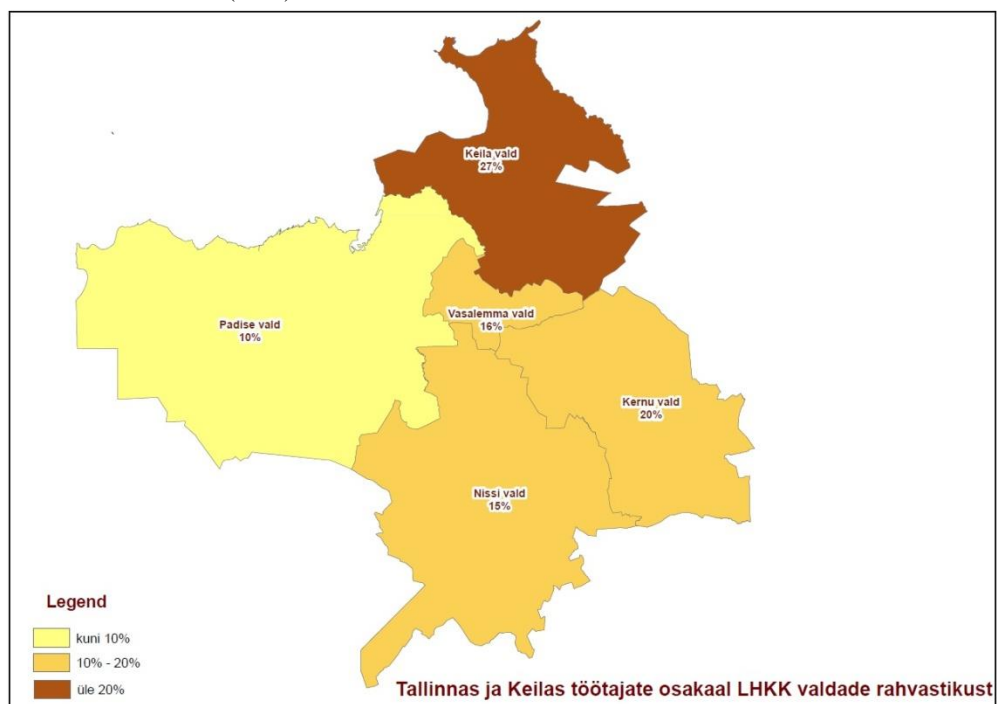 Keila vald
27%
Padise vald
10%
Vasalemma vald
16%
Kernu vald
20%
Nissi vald
15%
Legend
kuni 10%
10% - 20%
üle 20%
Tallinnas ja Keilas töötajate osakaal LHKK valdade rahvastikust